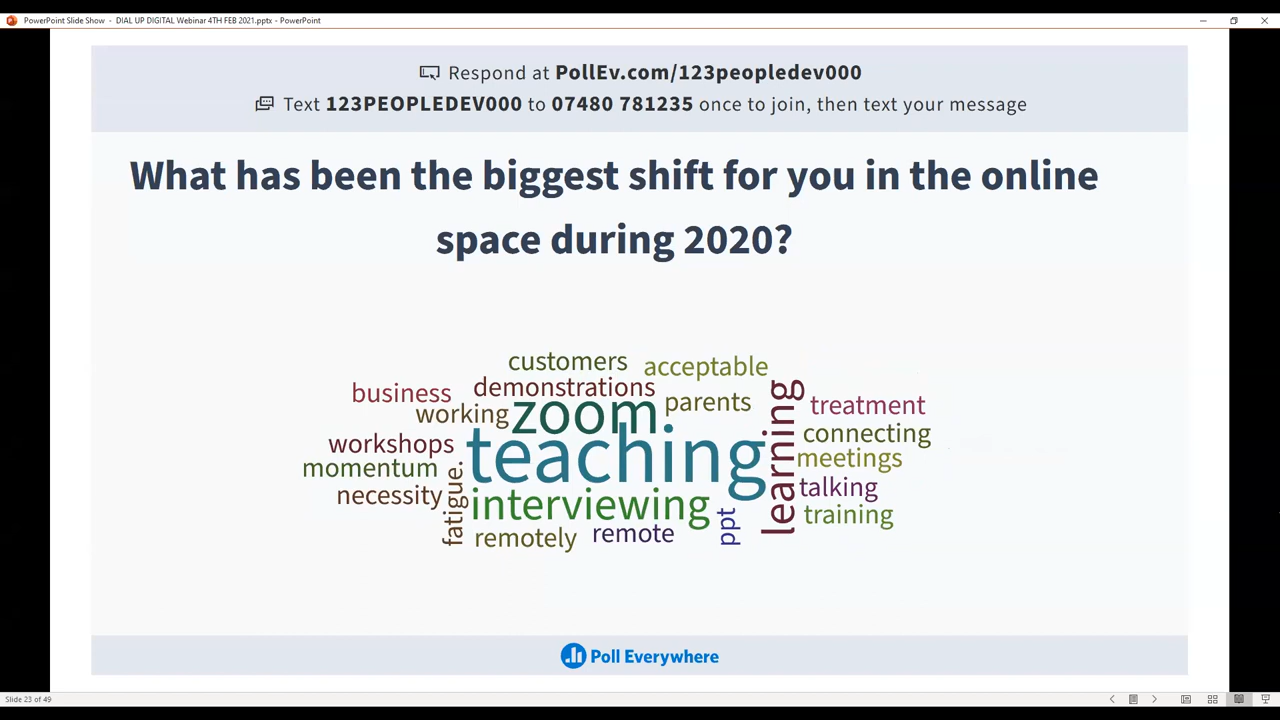 PowerPoint Slide Show - DIAL UP DIGITAL Webinar 4TH FEB 2021.pptx - PowerPoint
Respond at PollEv.com/123peopledev000
Text 123PEOPLEDEV000 to 07480 781235 once to join, then text your message
What has been the biggest shift for you in the online
space during 2020?
customers
acceptable
business
demonstrations
working
zoom
parents
learning
treatment
workshops
teaching
connecting
momentum
meetings
necessity
fatigue.
interviewing
talking
remotely
remote
ppt
training
Poll Everywhere
Slide 23 of 49